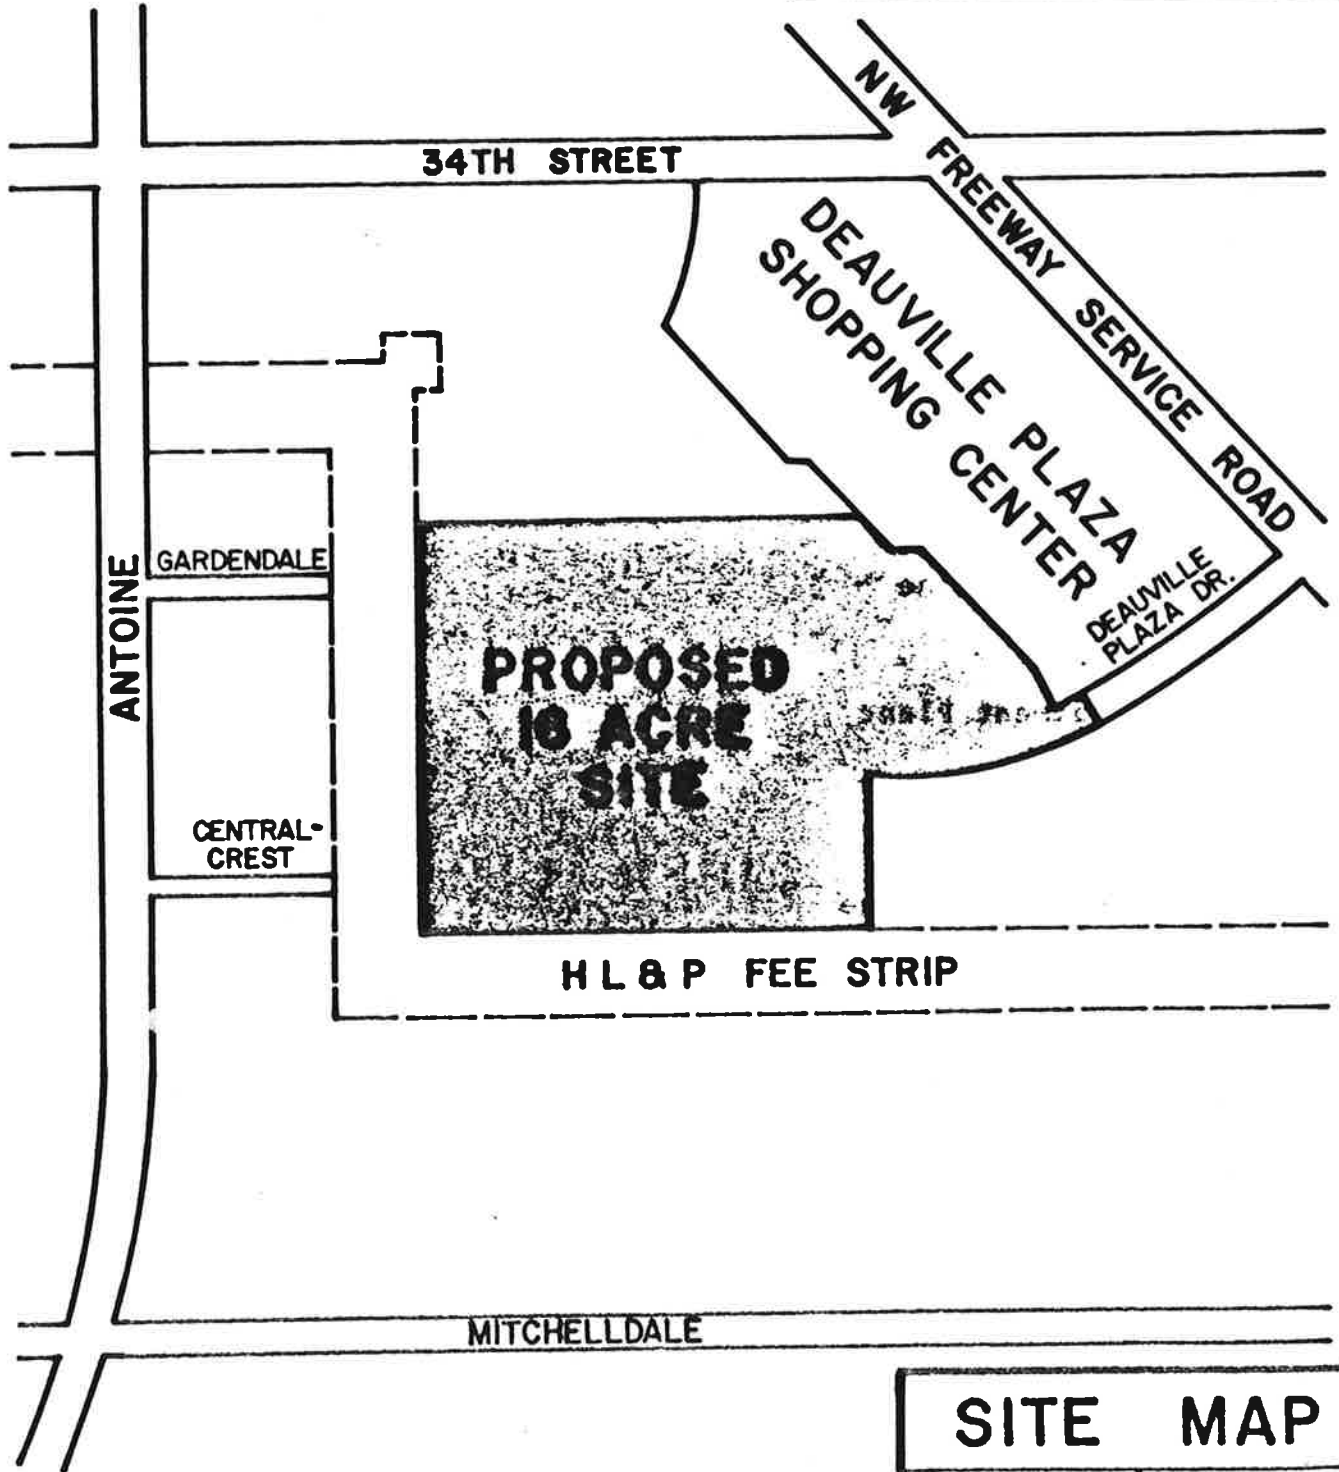 NW FREEWAY SERVICE ROAD
34TH STREET
DEAUVILLE PLAZA
SHOPPING CENTER
DEAUVILLE
PLAZA DR.
GARDENDALE
ANTOINE
PROPOSED
16 ACRE
SITE
CENTRAL-
CREST
HL&P FEE STRIP
MITCHELLDALE
SITE MAP